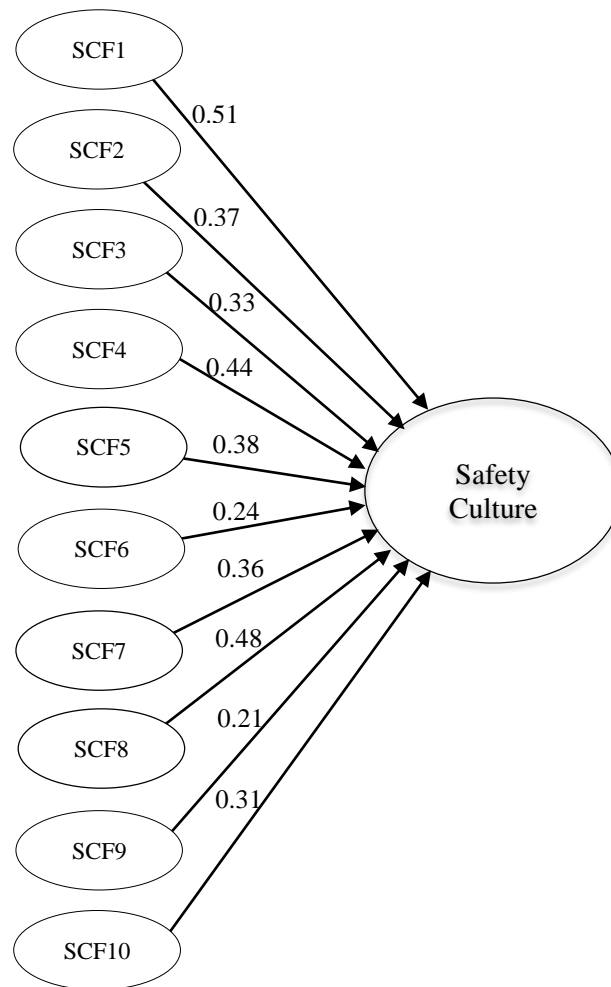 SCF1
0.51
SCF2
0.37
SCF3
0.33
SCF4
0.44
SCF5
0.38
Safety
Culture
0.24
SCF6
0.36
SCF7
0.48
SCF8
0.21
0.31
SCF9
SCF10